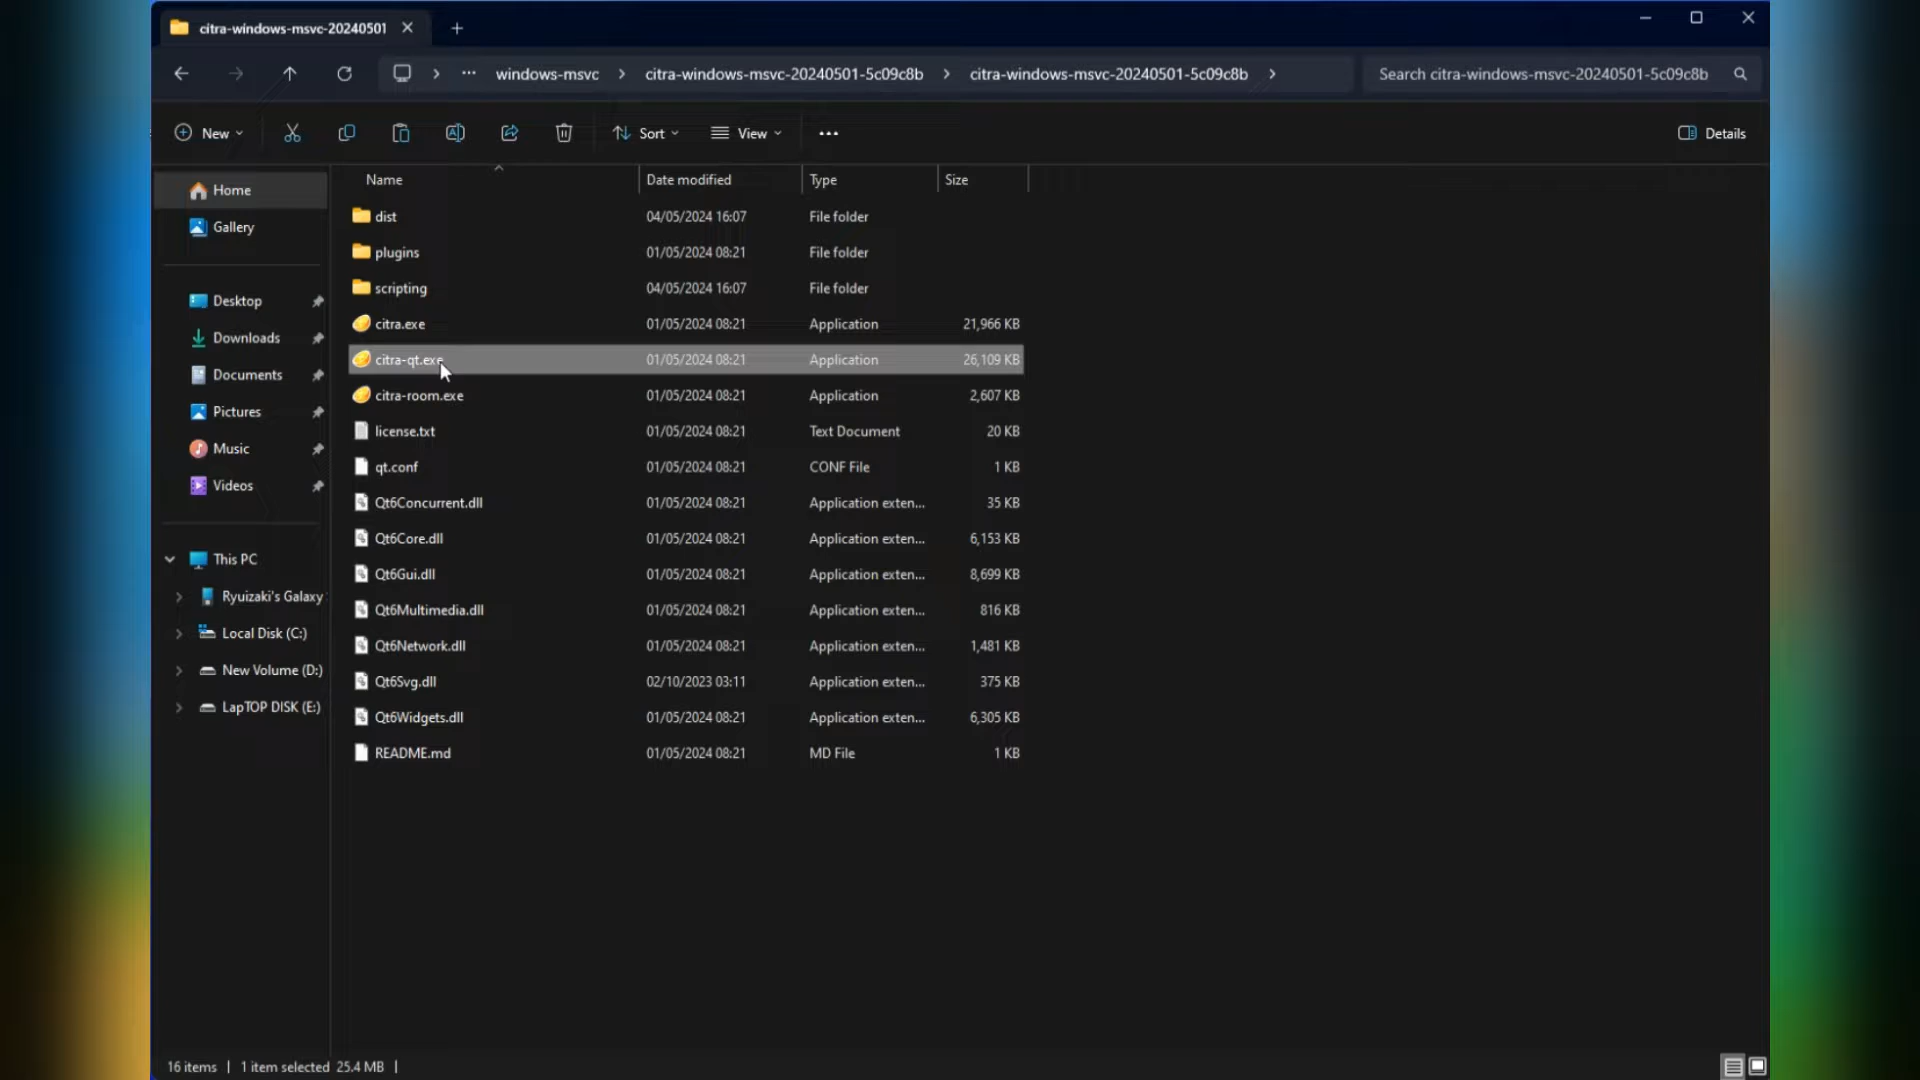 citra-windows-msvc-20240501
windows-msvc > citra-windows-msvc-20240501-5c09c8b > citra-windows-msvc-20240501-5c09c8b >
Search citra-windows-msvc-20240501-5c09c8b
New Sort View ... Details
Name Date modified Type Size
Home
Gallery
Desktop
Downloads
Documents
Pictures
Music
Videos
This PC
Ryuizaki's Galaxy
Local Disk (C:)
New Volume (D:)
LapTOP DISK (E:)
dist 04/05/2024 16:07 File folder
plugins 01/05/2024 08:21 File folder
scripting 04/05/2024 16:07 File folder
citra.exe 01/05/2024 08:21 Application 21,966 KB
citra-qt.exe 01/05/2024 08:21 Application 26,109 KB
citra-room.exe 01/05/2024 08:21 Application 2,607 KB
license.txt 01/05/2024 08:21 Text Document 20 KB
qt.conf 01/05/2024 08:21 CONF File 1 KB
Qt6Concurrent.dll 01/05/2024 08:21 Application exten... 35 KB
Qt6Core.dll 01/05/2024 08:21 Application exten... 6,153 KB
Qt6Gui.dll 01/05/2024 08:21 Application exten... 8,699 KB
Qt6Multimedia.dll 01/05/2024 08:21 Application exten... 816 KB
Qt6Network.dll 01/05/2024 08:21 Application exten... 1,481 KB
Qt6Svg.dll 02/10/2023 03:11 Application exten... 375 KB
Qt6Widgets.dll 01/05/2024 08:21 Application exten... 6,305 KB
README.md 01/05/2024 08:21 MD File 1 KB
16 items | 1 item selected 25.4 MB |